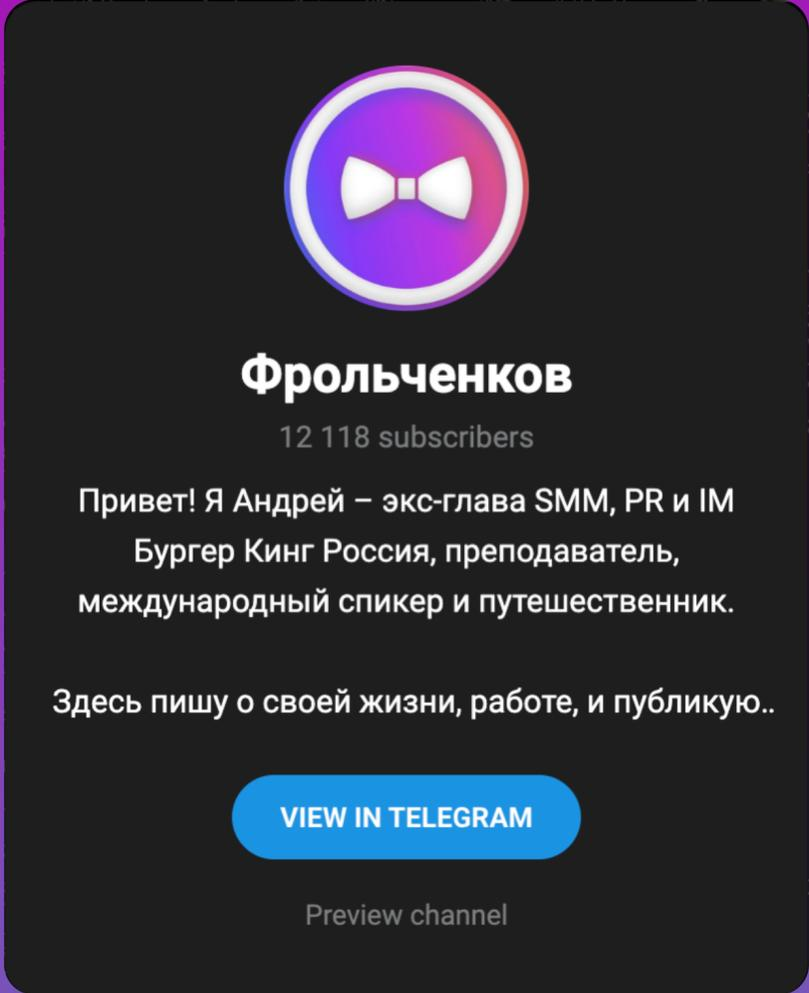 Фрольченков
12 118 subscribers
Привет! Я Андрей – экс-глава SMM, PR и IM
Бургер Кинг Россия, преподаватель,
международный спикер и путешественник.
Здесь пишу о своей жизни, работе, и публикую..
VIEW IN TELEGRAM
Preview channel